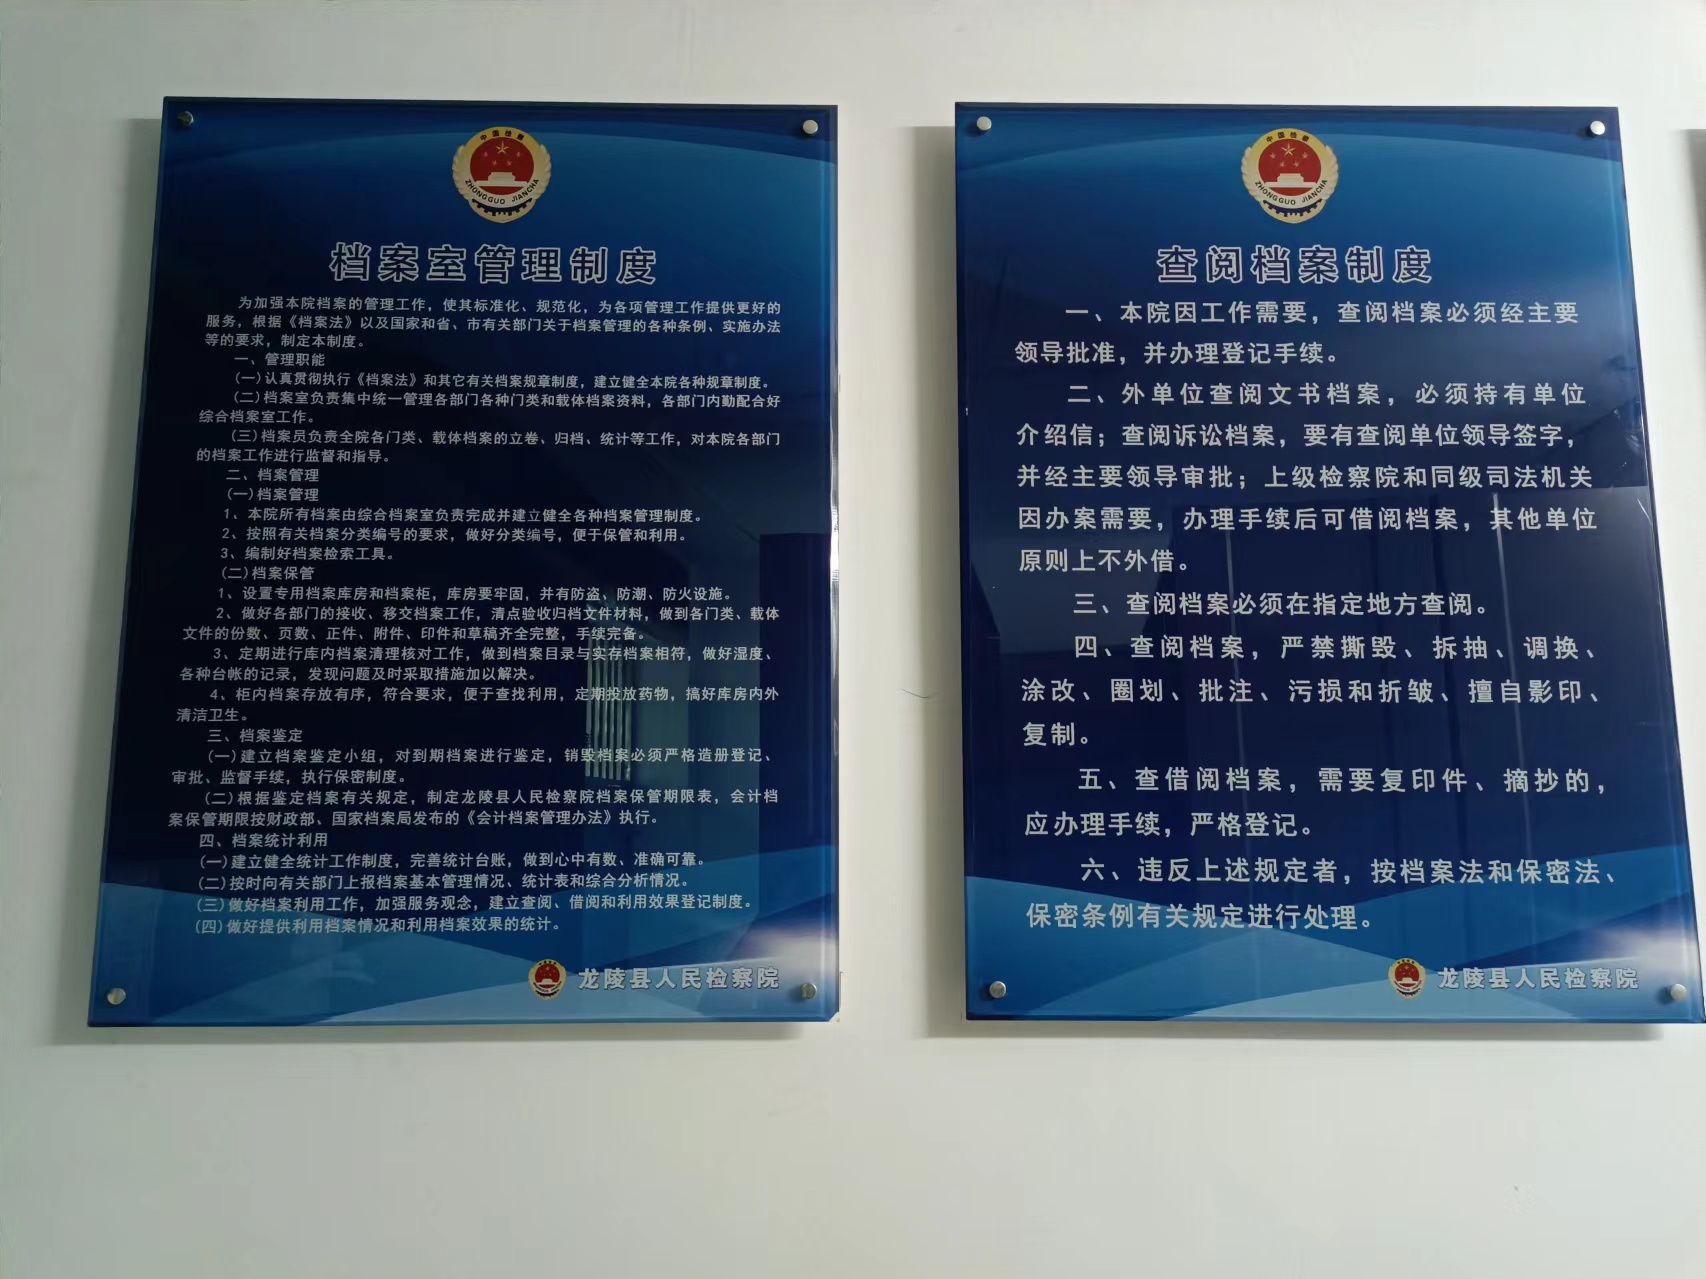 中国检察
ZHONGGUO JIANCHA
档案室管理制度
为加强本院档案的管理工作，使其标准化、规范化，为各项管理工作提供更好的
服务，根据《档案法》以及国家和省、市有关部门关于档案管理的各种条例、实施办法
等的要求，制定本制度。
一、管理职能
(一)认真贯彻执行《档案法》和其它有关档案规章制度，建立健全本院各种规章制度。
(二)档案室负责集中统一管理各部门各种门类和载体档案资料，各部门内勤配合好
综合档案室工作。
(三)档案员负责全院各门类、载体档案的立卷、归档、统计等工作，对本院各部门
的档案工作进行监督和指导。
二、档案管理
(一)档案管理
1、本院所有档案由综合档案室负责完成并建立健全各种档案管理制度。
2、按照有关档案分类编号的要求，做好分类编号，便于保管和利用。
3、编制好档案检索工具。
(二)档案保管
1、设置专用档案库房和档案柜，库房要牢固，并有防盗、防潮、防火设施。
2、做好各部门的接收、移交档案工作，清点验收归档文件材料，做到各门类、载体
文件的份数、页数、正件、附件、印件和草稿齐全完整，手续完备。
3、定期进行库内档案清理核对工作，做到档案目录与实存档案相符，做好湿度、
各种台帐的记录，发现问题及时采取措施加以解决。
4、柜内档案存放有序，符合要求，便于查找利用，定期投放药物，搞好库房内外
清洁卫生。
三、档案鉴定
(一)建立档案鉴定小组，对到期档案进行鉴定，销毁档案必须严格造册登记、
审批、监督手续，执行保密制度。
(二)根据鉴定档案有关规定，制定龙陵县人民检察院档案保管期限表，会计档
案保管期限按财政部、国家档案局发布的《会计档案管理办法》执行。
四、档案统计利用
(一)建立健全统计工作制度，完善统计台账，做到心中有数、准确可靠。
(二)按时向有关部门上报档案基本管理情况、统计表和综合分析情况。
(三)做好档案利用工作，加强服务观念，建立查阅、借阅和利用效果登记制度。
(四)做好提供利用档案情况和利用档案效果的统计。
龙陵县人民检察院
中国检察
ZHONGGUO JIANCHA
查阅档案制度
一、本院因工作需要，查阅档案必须经主要
领导批准，并办理登记手续。
二、外单位查阅文书档案，必须持有单位
介绍信；查阅诉讼档案，要有查阅单位领导签字，
并经主要领导审批；上级检察院和同级司法机关
因办案需要，办理手续后可借阅档案，其他单位
原则上不外借。
三、查阅档案必须在指定地方查阅。
四、查阅档案，严禁撕毁、拆抽、调换、
涂改、圈划、批注、污损和折皱、擅自影印、
复制。
五、查借阅档案，需要复印件、摘抄的，
应办理手续，严格登记。
六、违反上述规定者，按档案法和保密法、
保密条例有关规定进行处理。
龙陵县人民检察院